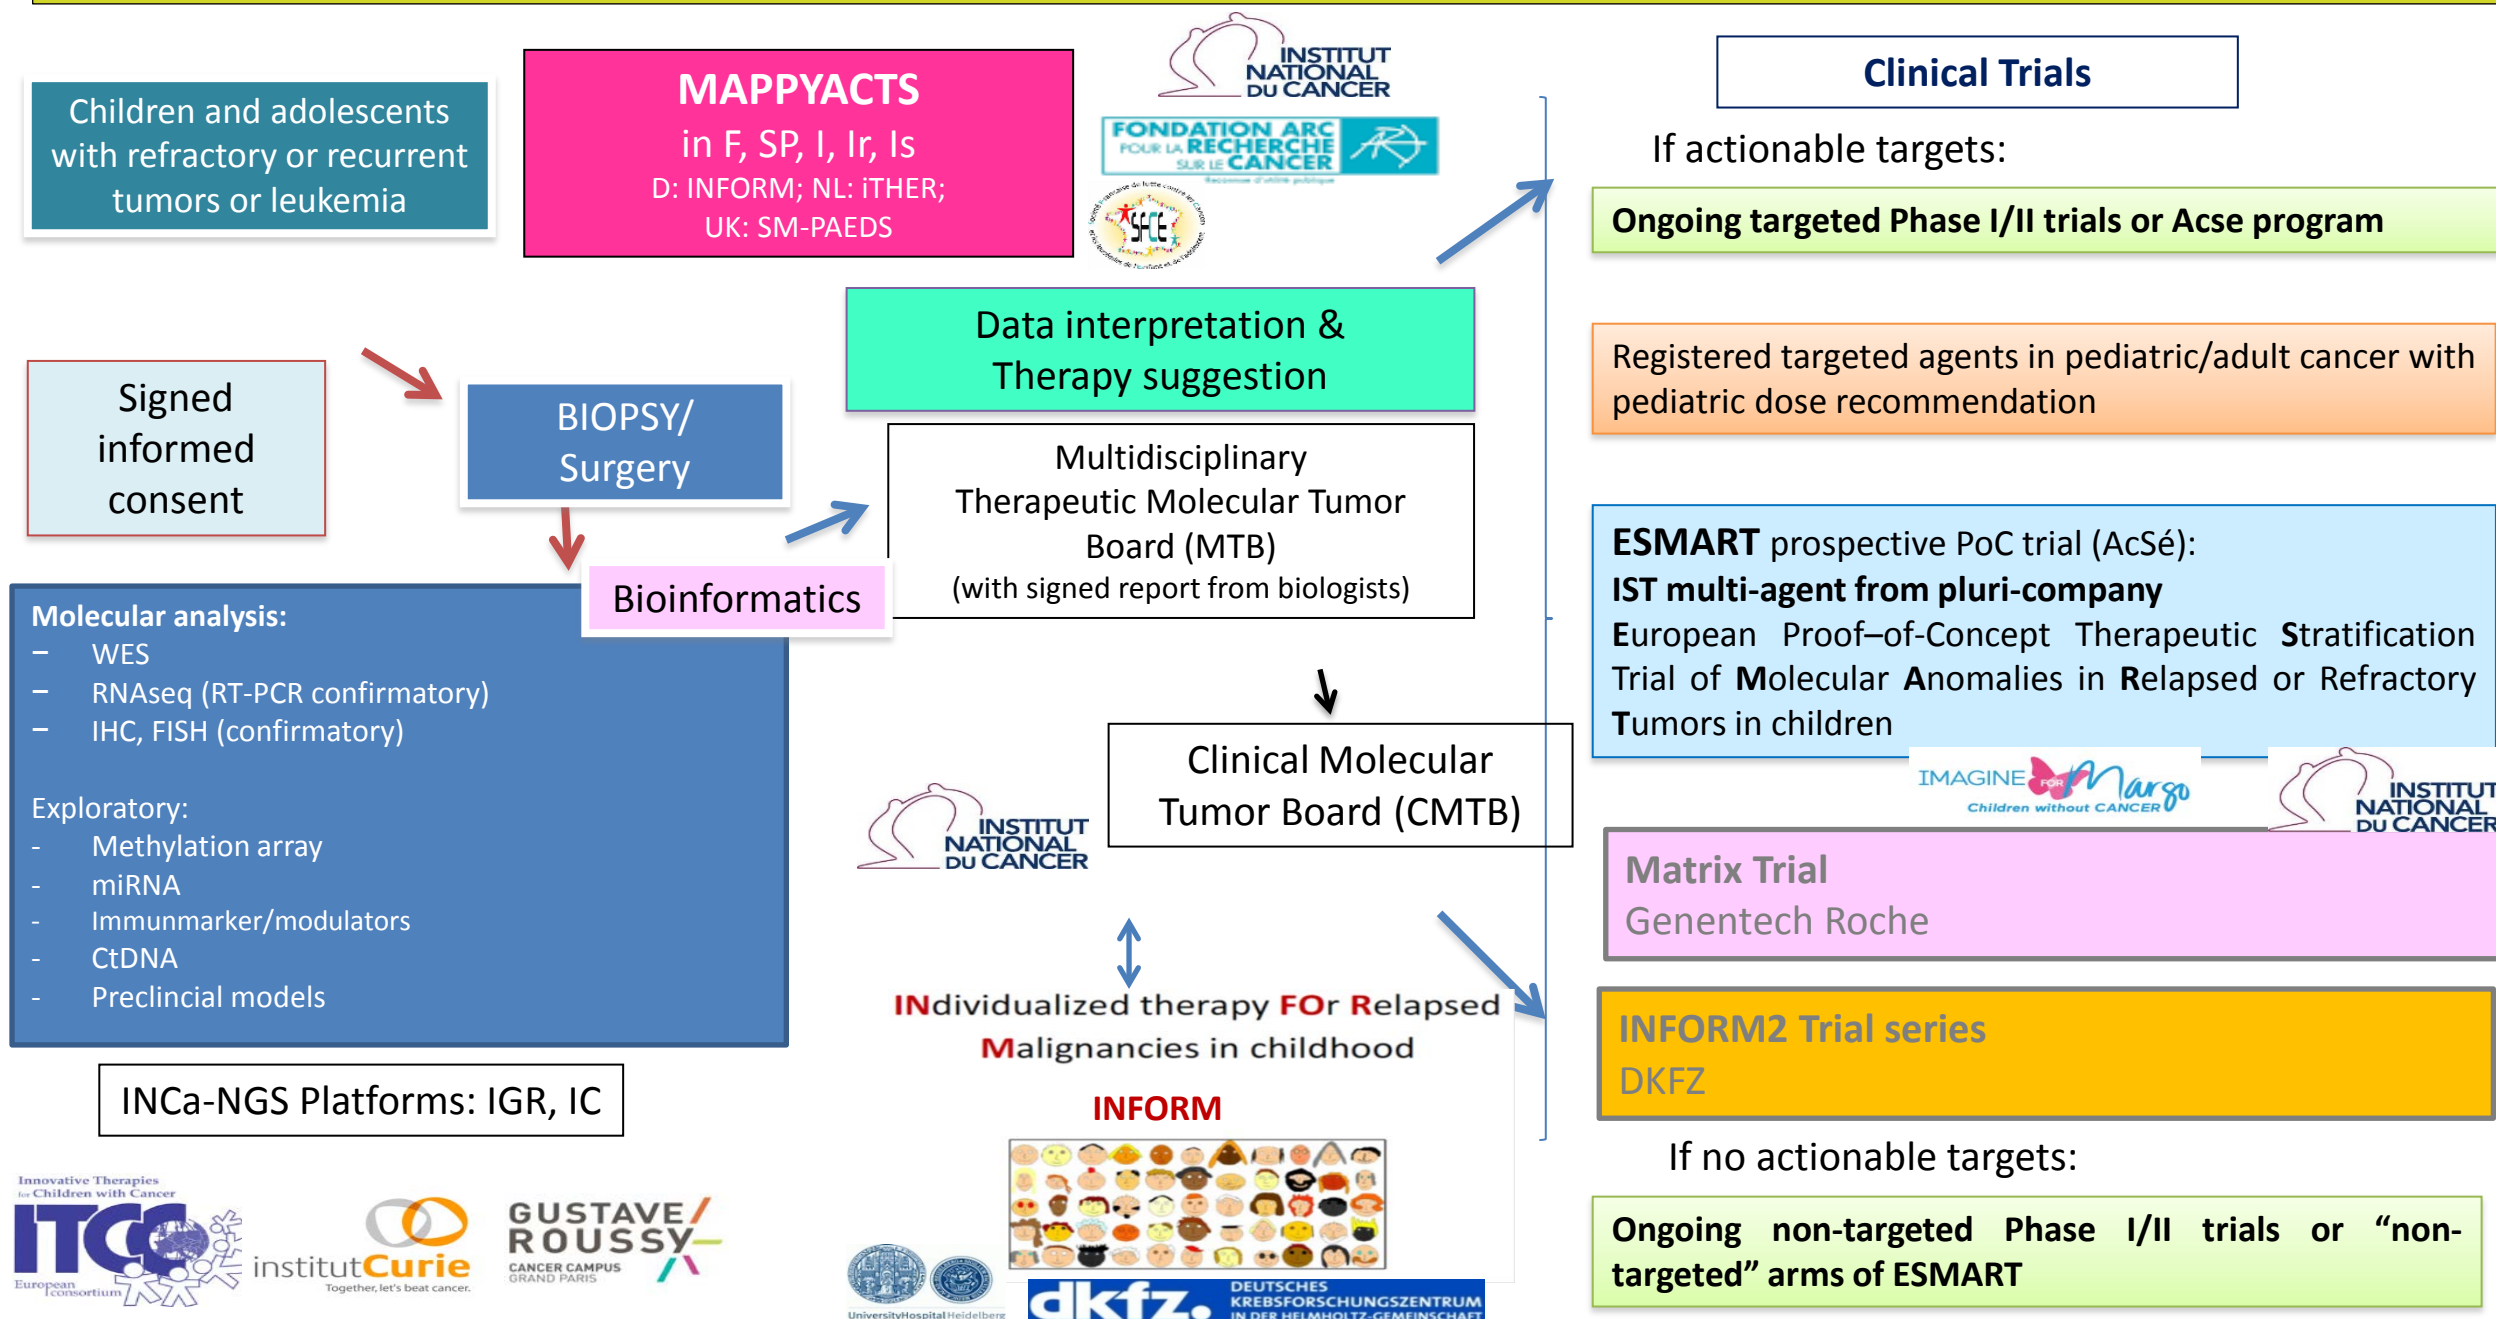 Children and adolescents
with refractory or recurrent
tumors or leukemia
MAPPYACTS
in F, SP, I, Ir, Is
D: INFORM; NL: iTHER;
UK: SM-PAEDS
INSTITUT
NATIONAL
DU CANCER
FONDATION ARC
POUR LA RECHERCHE
SUR LE CANCER
Reconnue d'utilité publique
SFCE
Clinical Trials
If actionable targets:
Ongoing targeted Phase I/II trials or Acse program
Data interpretation &
Therapy suggestion
Registered targeted agents in pediatric/adult cancer with
pediatric dose recommendation
Signed
informed
consent
BIOPSY/
Surgery
Multidisciplinary
Therapeutic Molecular Tumor
Board (MTB)
(with signed report from biologists)
Bioinformatics
Molecular analysis:
– WES
– RNAseq (RT-PCR confirmatory)
– IHC, FISH (confirmatory)
Exploratory:
- Methylation array
- miRNA
- Immunmarker/modulators
- CtDNA
- Preclincial models
ESMART prospective PoC trial (AcSé):
IST multi-agent from pluri-company
European Proof–of-Concept Therapeutic Stratification
Trial of Molecular Anomalies in Relapsed or Refractory
Tumors in children
Clinical Molecular
Tumor Board (CMTB)
INSTITUT
NATIONAL
DU CANCER
IMAGINE FOR Margo
Children without CANCER
INSTITUT
NATIONAL
DU CANCER
Matrix Trial
Genentech Roche
INdividualized therapy FOr Relapsed
Malignancies in childhood
INFORM
INFORM2 Trial series
DKFZ
INCa-NGS Platforms: IGR, IC
If no actionable targets:
Ongoing non-targeted Phase I/II trials or “non-
targeted” arms of ESMART
Innovative Therapies
for Children with Cancer
ITCC
European
consortium
institutCurie
Together, let's beat cancer.
GUSTAVE
ROUSSY
CANCER CAMPUS
GRAND PARIS
UniversityHospital Heidelberg
dkfz.
DEUTSCHES
KREBSFORSCHUNGSZENTRUM
IN DER HELMHOLTZ-GEMEINSCHAFT